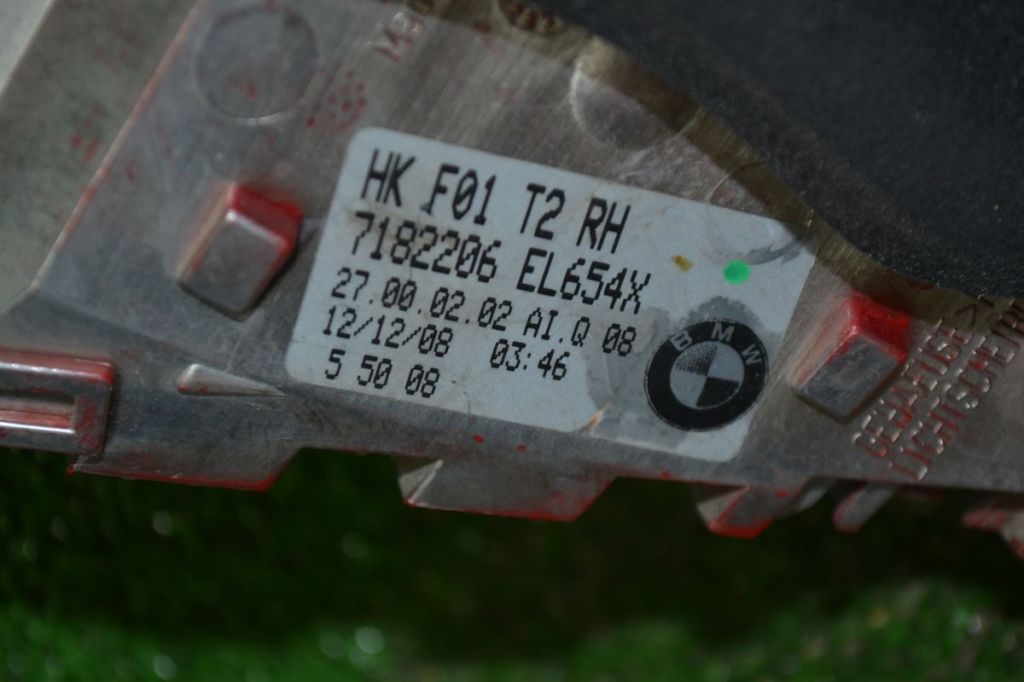 HK F01 T2 RH
7182206 EL654X
27.00.02.02 AI.Q 08
12/12/08 03:46
5 50 08
BMW